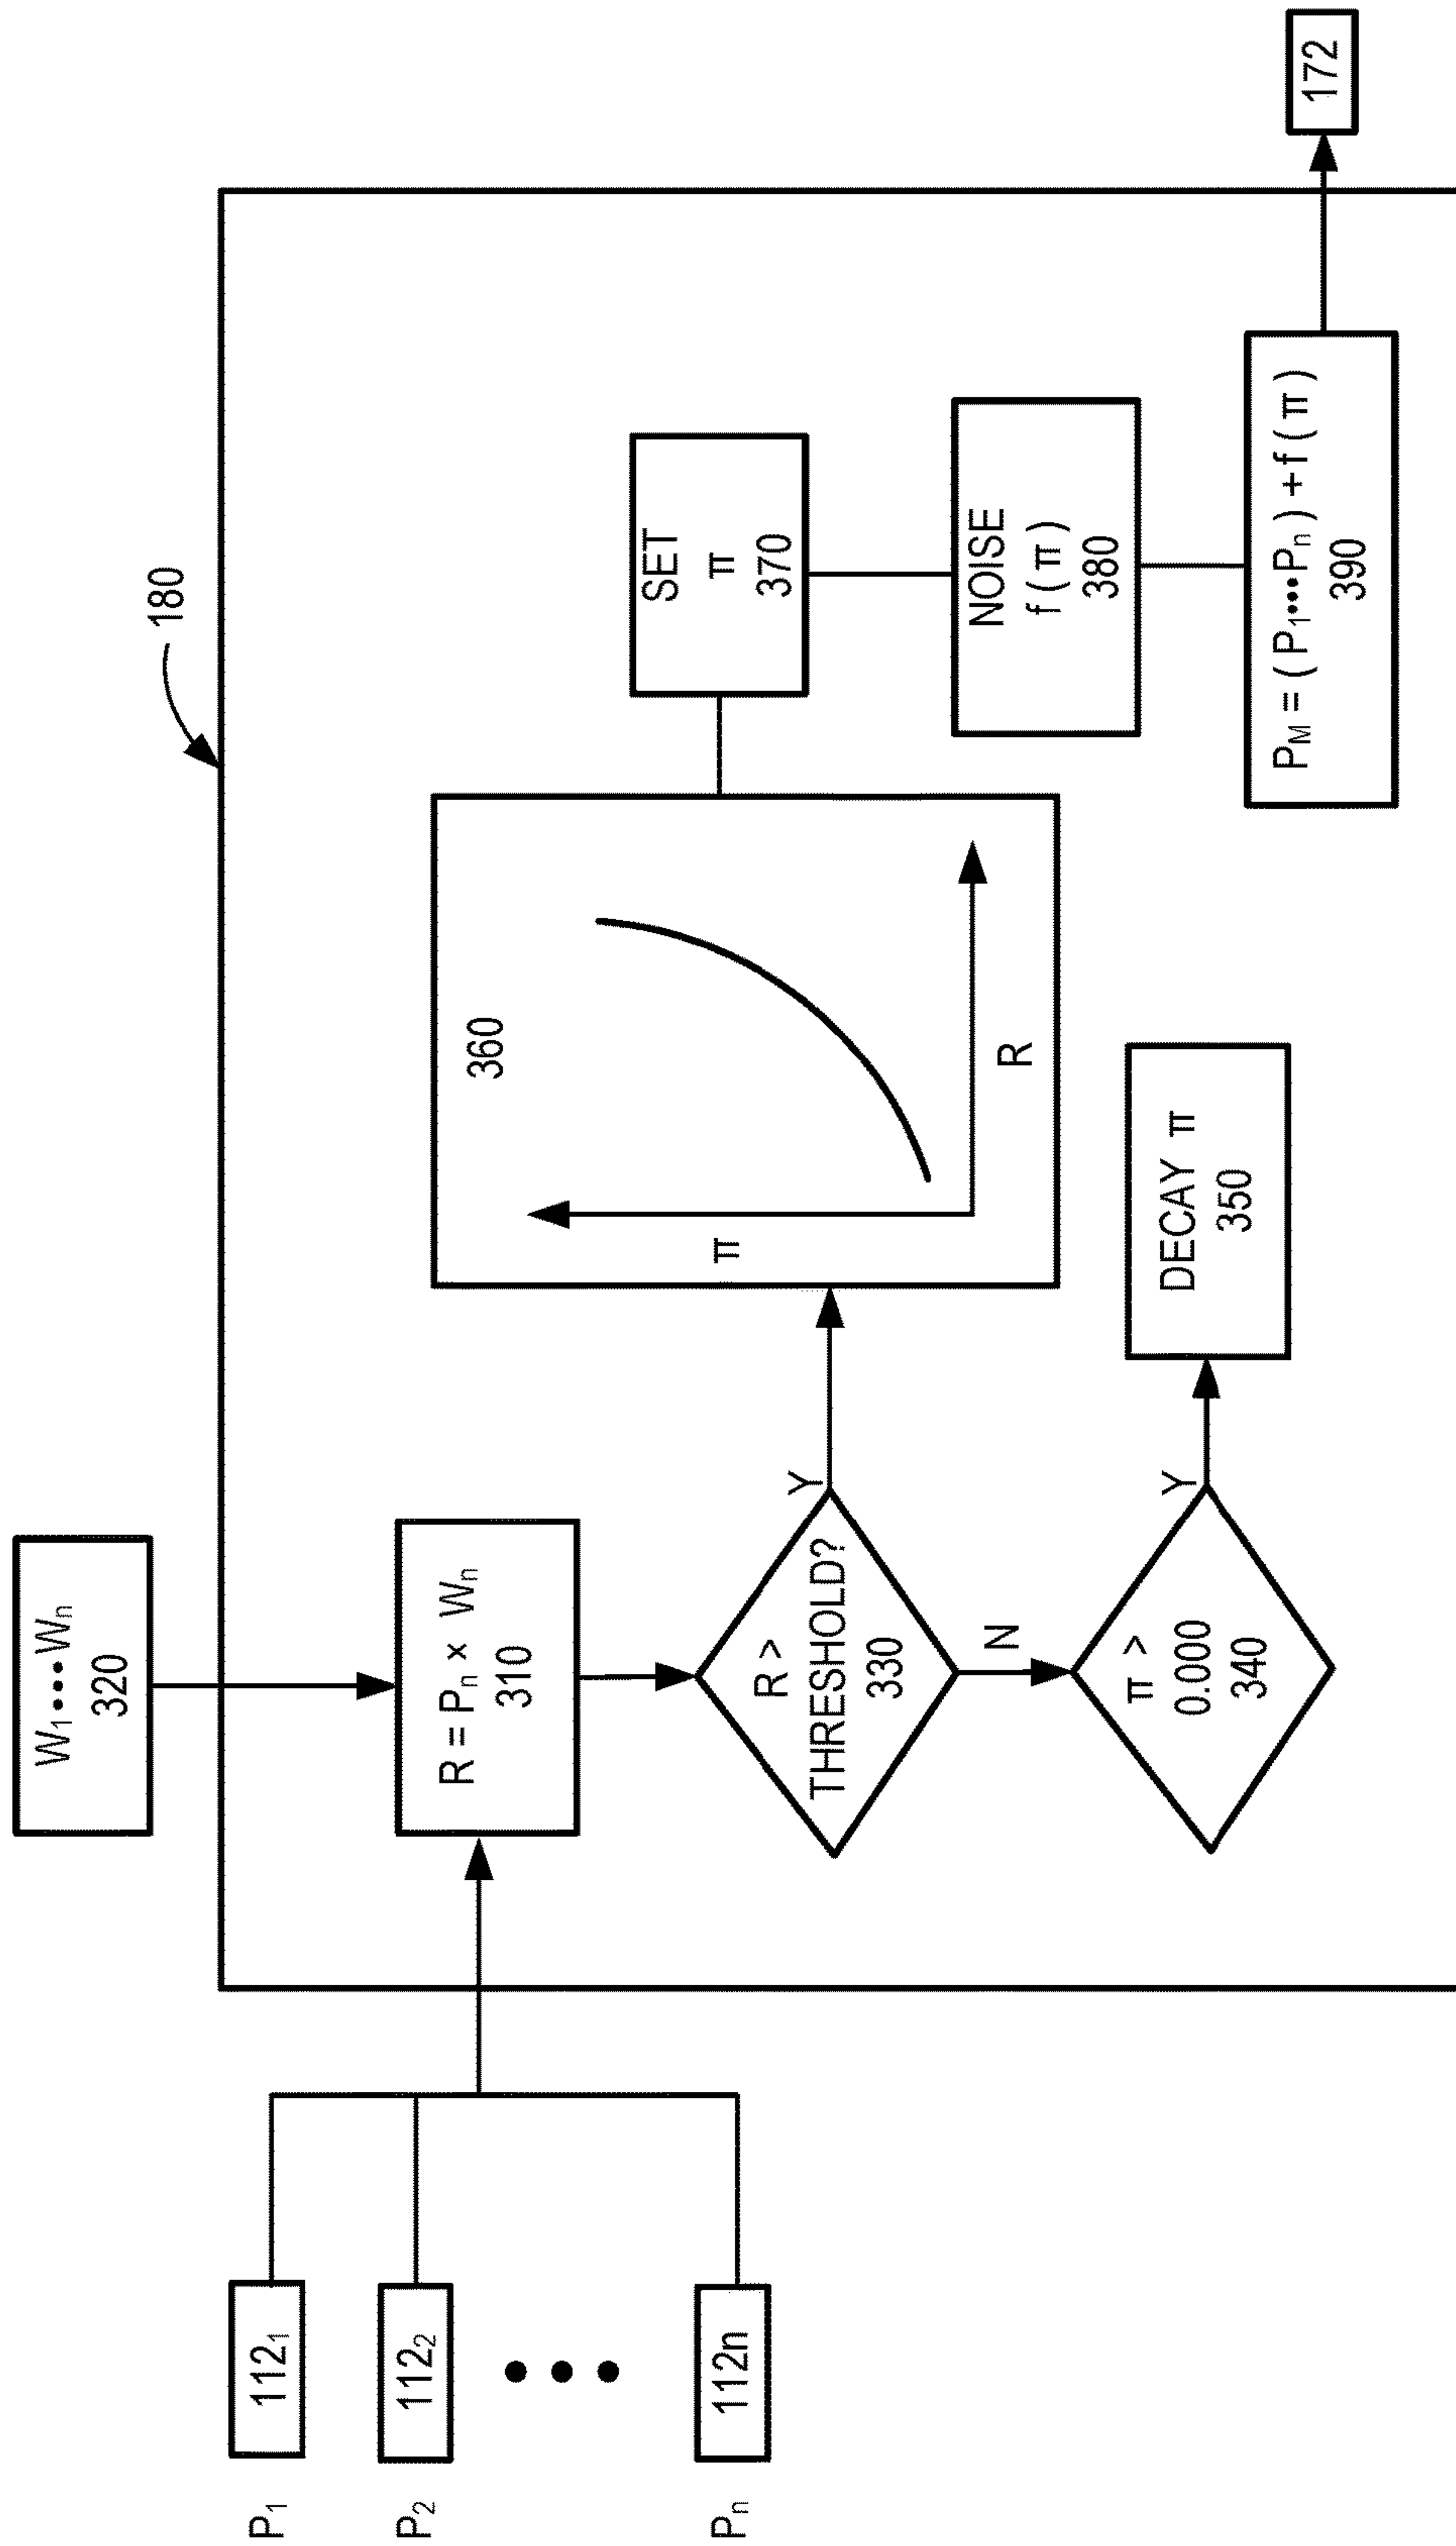 W₁••••Wₙ
320
180
P₁
112₁
P₂
112₂
Pₙ
112n
R = Pₙ × Wₙ
310
R >
THRESHOLD?
330
Y
N
π >
0.000
340
Y
DECAY π
350
360
π
R
SET
π
370
NOISE
f ( π )
380
P_M = ( P₁•••Pₙ ) + f ( π )
390
172